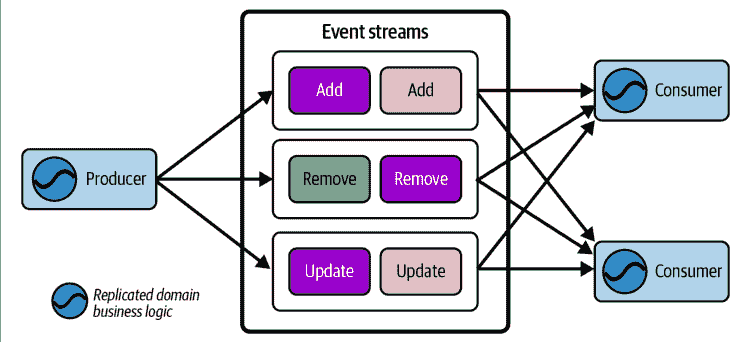 Event streams
Add Add
Consumer
Producer
Remove Remove
Update Update
Consumer
Replicated domain
business logic